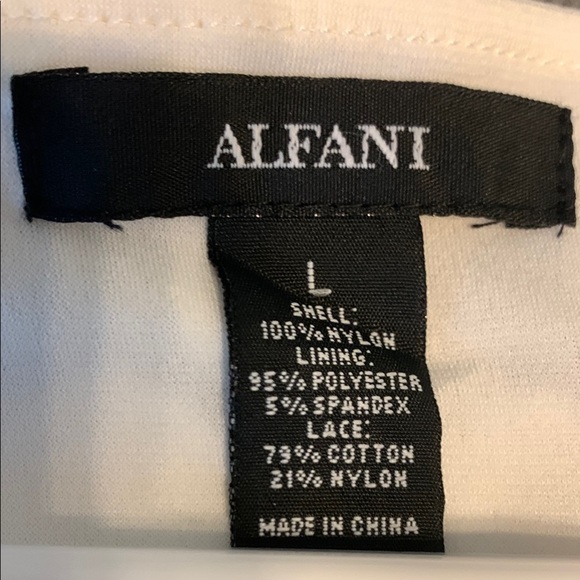 ALFANI
L
SHELL:
100% NYLON
LINING:
95% POLYESTER
5% SPANDEX
LACE:
79% COTTON
21% NYLON
MADE IN CHINA